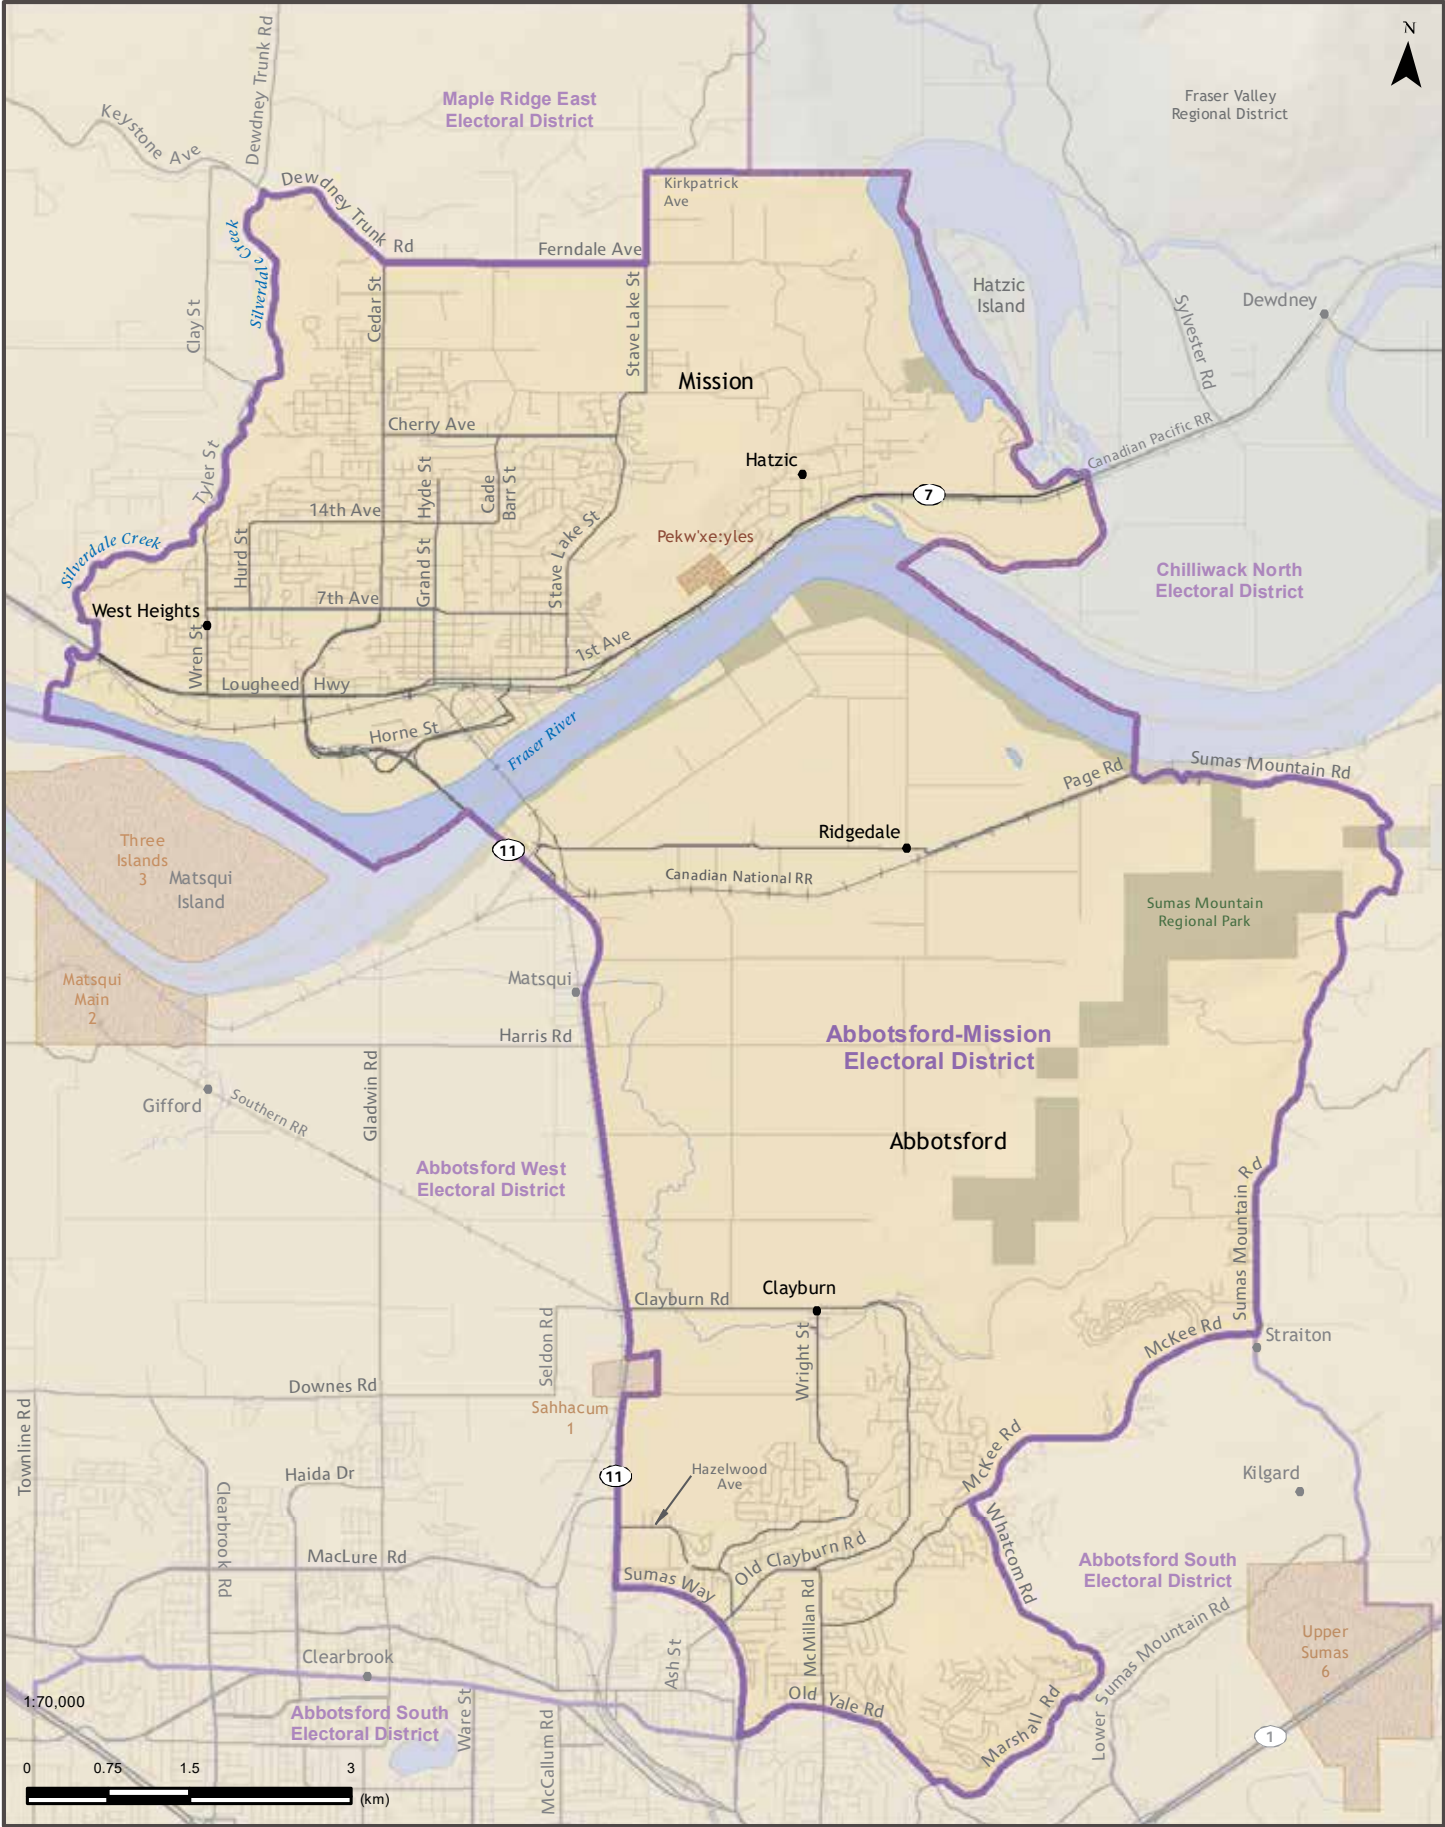 N
Dewdney Trunk Rd
Keystone Ave
Maple Ridge East
Electoral District
Fraser Valley
Regional District
Dewdney Trunk
Rd
Kirkpatrick
Ave
Silverdale Creek
Silverdale Creek
Ferndale Ave
Clay St
Cedar St
Stave Lake St
Hatzic
Island
Dewdney
Sylvester Rd
Mission
Cherry Ave
Canadian Pacific RR
Tyler St
Hatzic
Hyde St
Cade
Barr St
7
14th Ave
Stave Lake St
Pekw'xe:yles
Silverdale Creek
Hurd St
Grand St
Chilliwack North
Electoral District
7th Ave
West Heights
Wren St
1st Ave
Lougheed Hwy
Horne St
Fraser River
Page Rd
Sumas Mountain Rd
Three
Islands
3
Matsqui
Island
11
Ridgedale
Canadian National RR
Sumas Mountain
Regional Park
Matsqui
Main
2
Matsqui
Harris Rd
Abbotsford-Mission
Electoral District
Gifford
Southern RR
Gladwin Rd
Abbotsford
Abbotsford West
Electoral District
Sumas Mountain Rd
Sumas Mountain Rd
Clayburn
Clayburn Rd
Seldon Rd
Wright St
McKee Rd
Straiton
Downes Rd
Sahhacum
1
Townline Rd
McKee Rd
11
Haida Dr
Hazelwood
Ave
Kilgard
Clearbrook Rd
Whatcom Rd
MacLure Rd
Old Clayburn Rd
Sumas Way
Abbotsford South
Electoral District
McMillan Rd
Lower Sumas Mountain Rd
Upper
Sumas
6
Clearbrook
Ash St
Old Yale Rd
Marshall Rd
1:70,000
Abbotsford South
Electoral District
Ware St
McCallum Rd
1
0 0.75 1.5 3
(km)